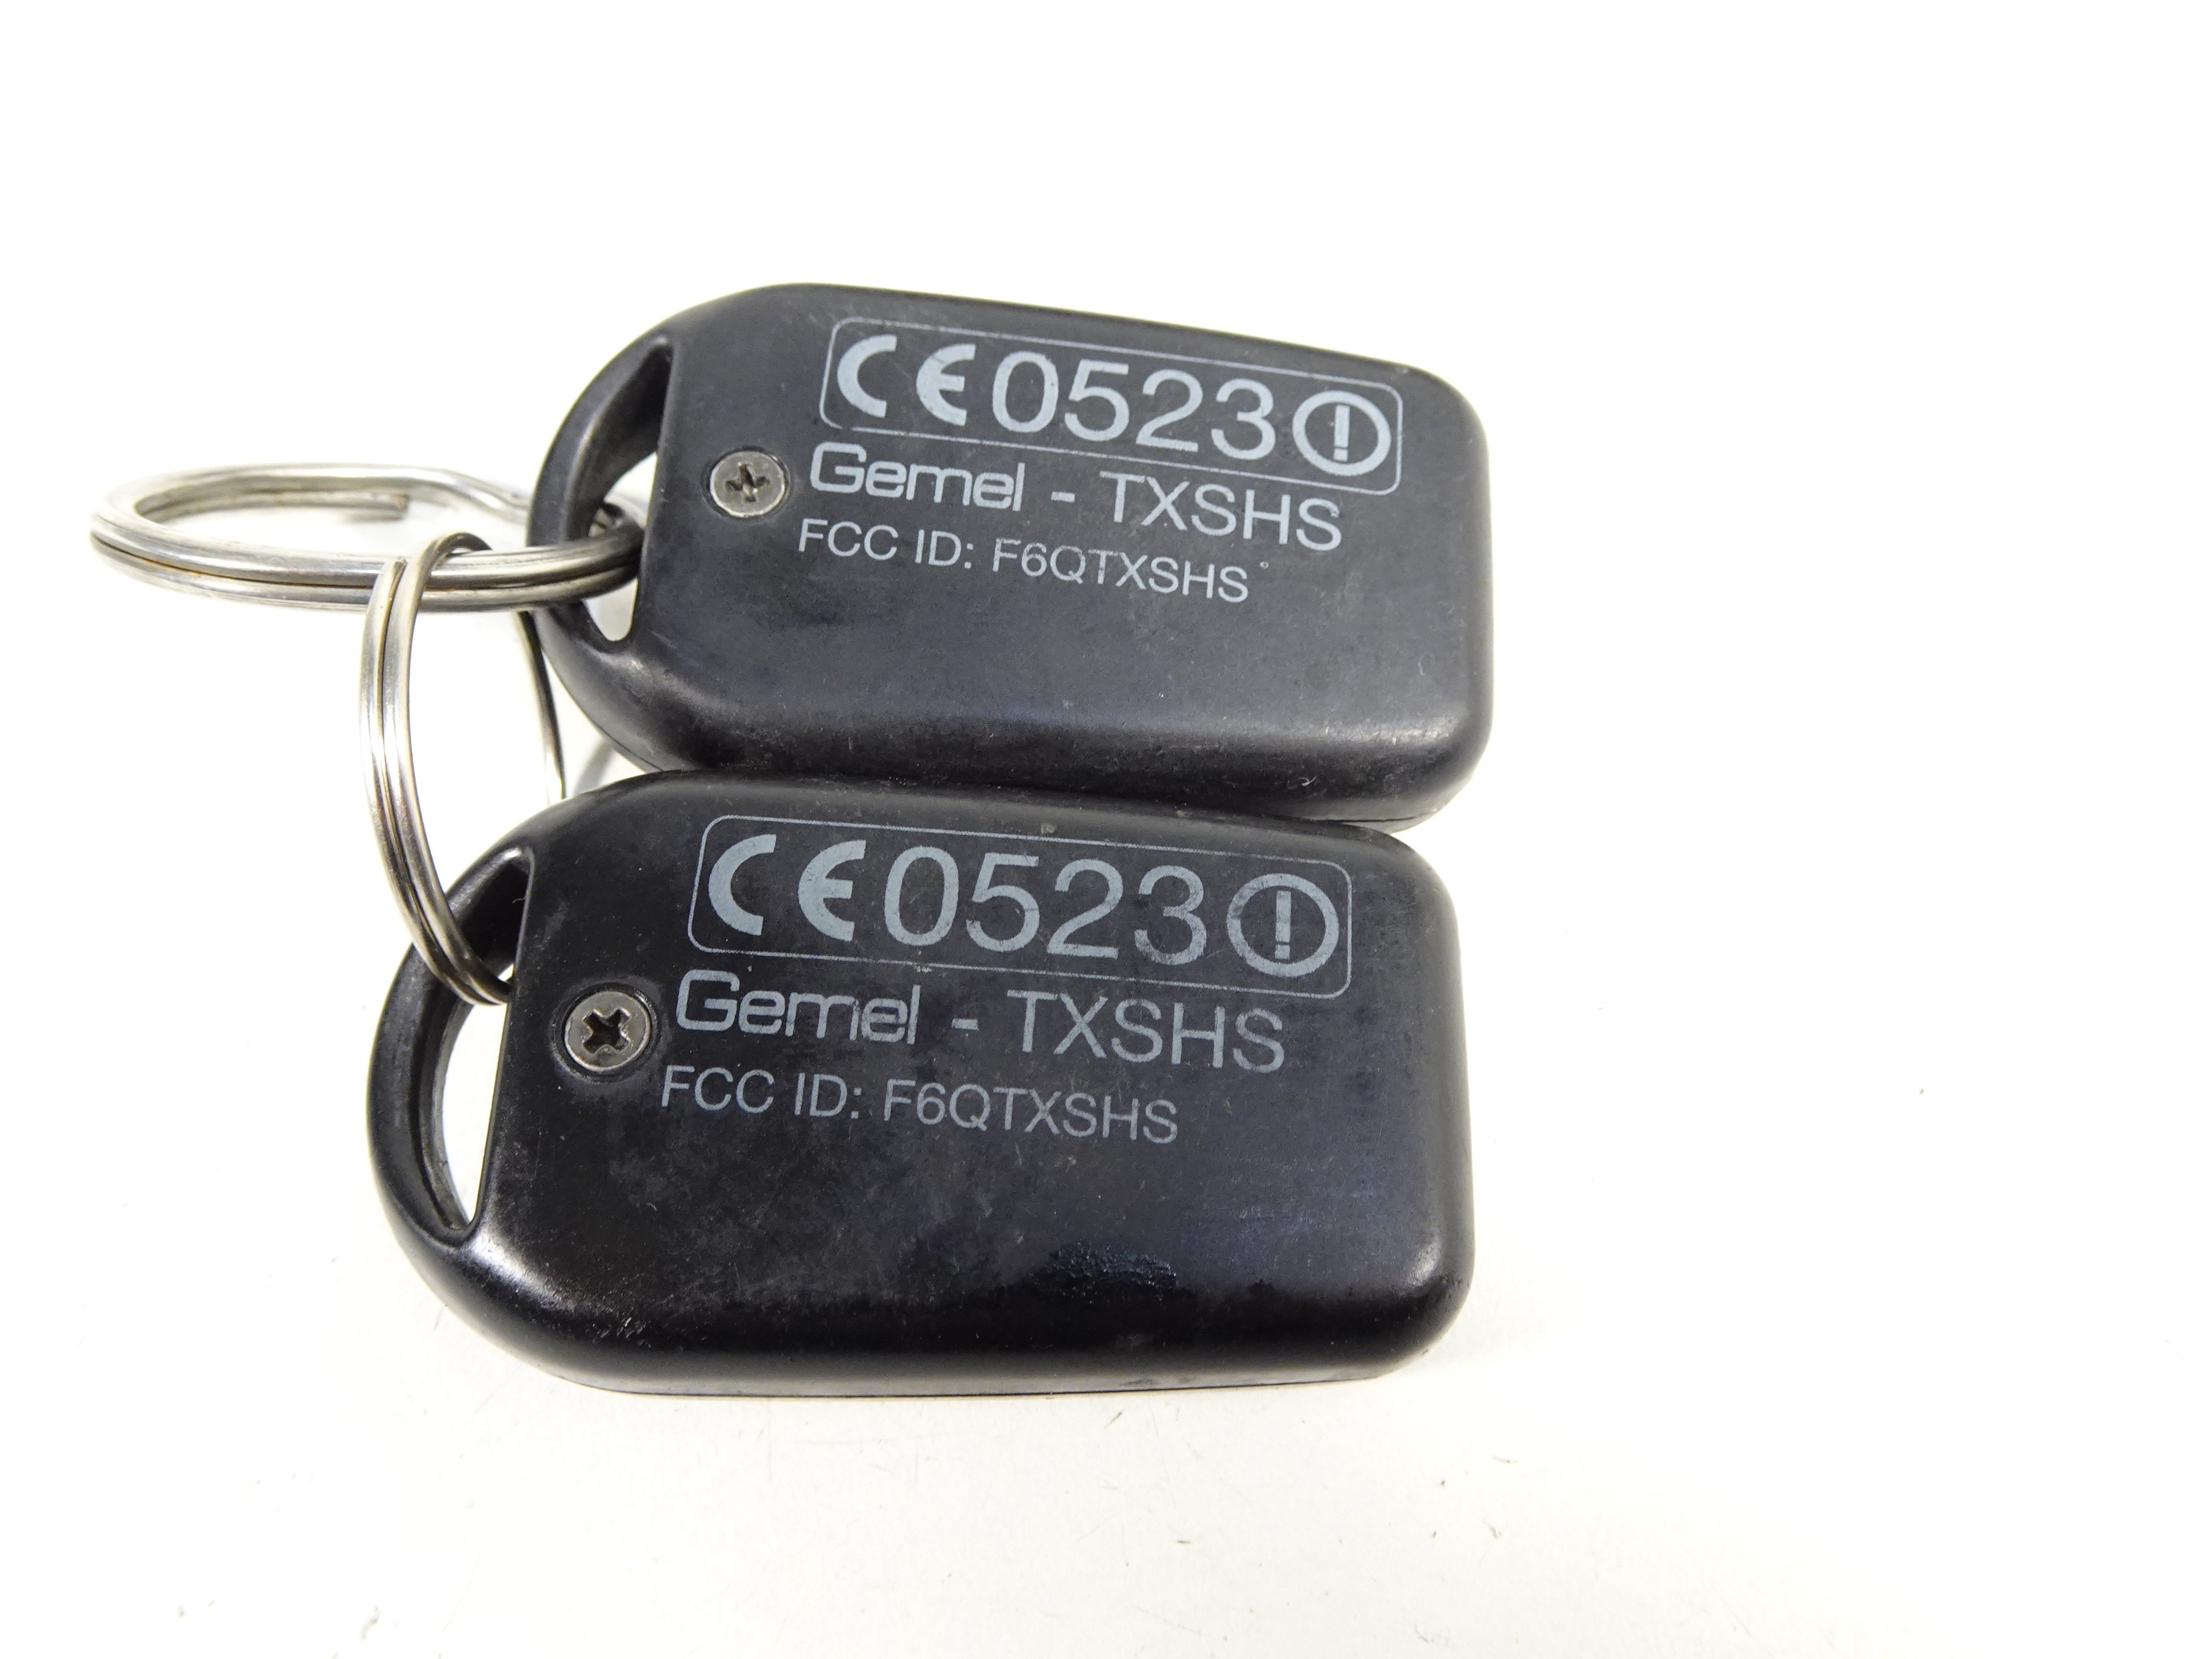 CE0523
Gemel - TXSHS
FCC ID: F6QTXSHS
CE0523
Gemel - TXSHS
FCC ID: F6QTXSHS